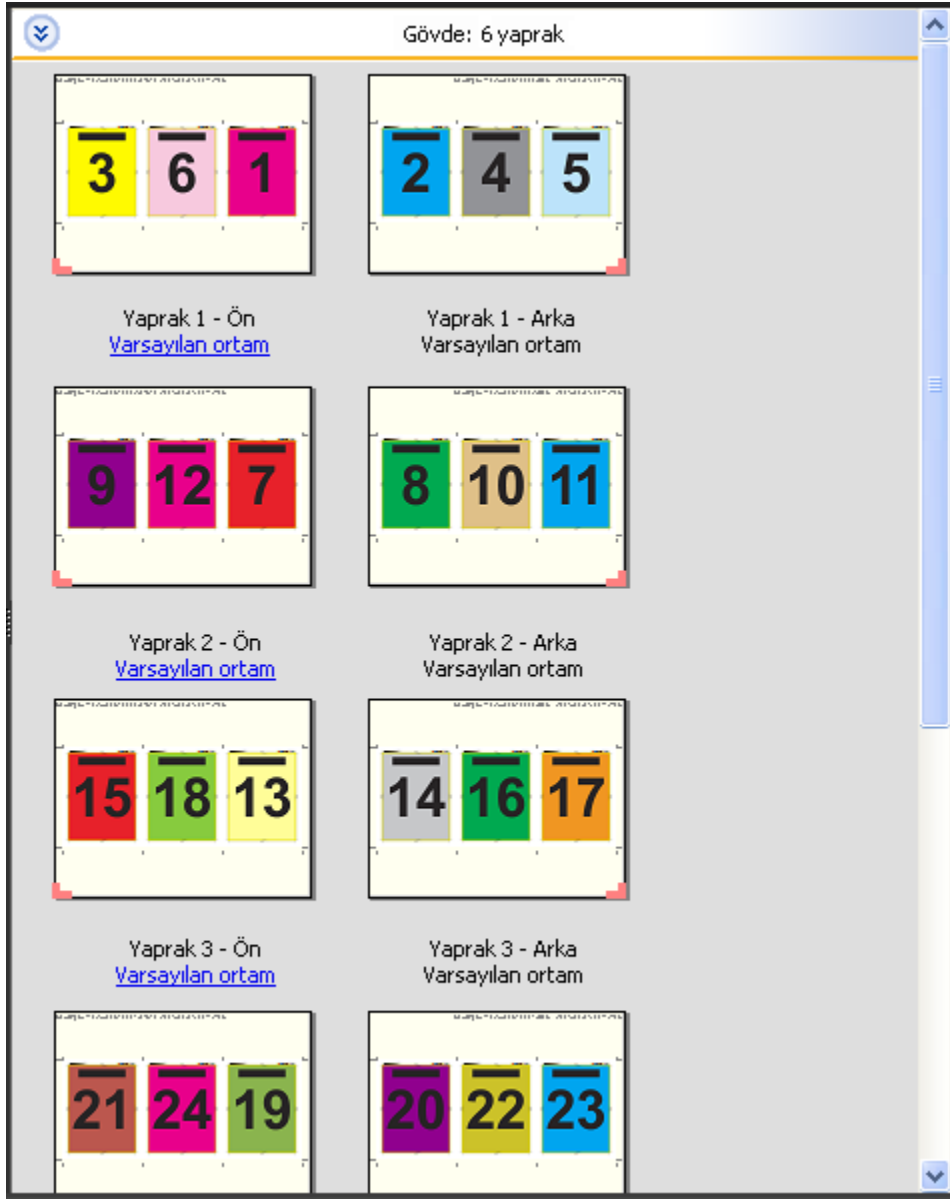 Gövde: 6 yaprak
3 6 1
2 4 5
Yaprak 1 - Ön
Varsayılan ortam
Yaprak 1 - Arka
Varsayılan ortam
9 12 7
8 10 11
Yaprak 2 - Ön
Varsayılan ortam
Yaprak 2 - Arka
Varsayılan ortam
15 18 13
14 16 17
Yaprak 3 - Ön
Varsayılan ortam
Yaprak 3 - Arka
Varsayılan ortam
21 24 19
20 22 23